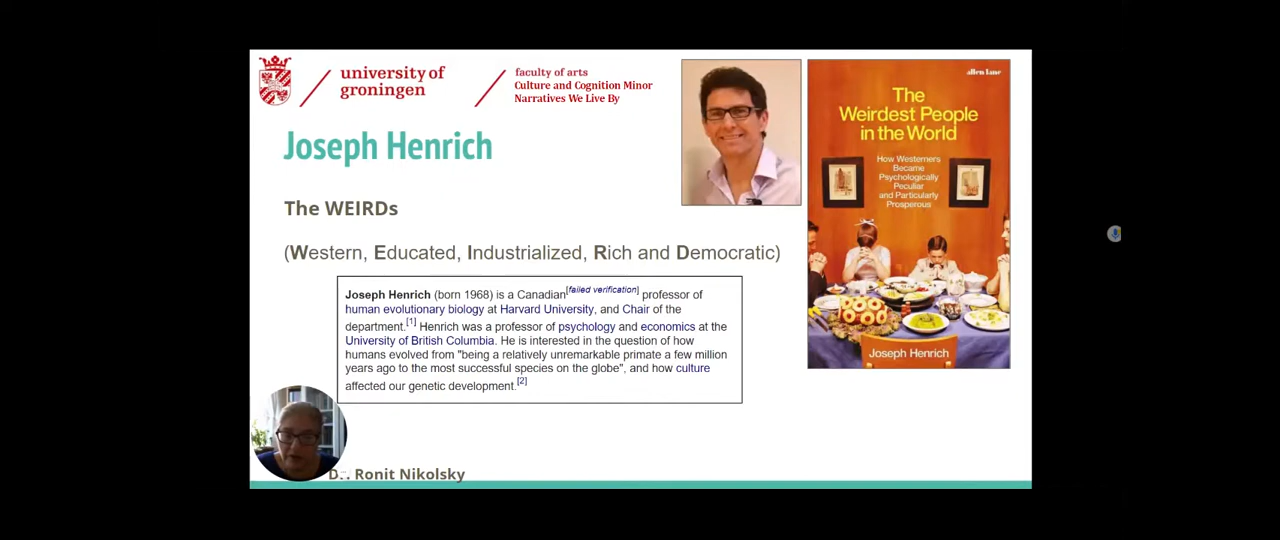 university of
groningen
faculty of arts
Culture and Cognition Minor
Narratives We Live By
Joseph Henrich
The WEIRDs
(Western, Educated, Industrialized, Rich and Democratic)
Joseph Henrich (born 1968) is a Canadian[failed verification] professor of
human evolutionary biology at Harvard University, and Chair of the
department.[1] Henrich was a professor of psychology and economics at the
University of British Columbia. He is interested in the question of how
humans evolved from "being a relatively unremarkable primate a few million
years ago to the most successful species on the globe", and how culture
affected our genetic development.[2]
allen lane
The
Weirdest People
in the World
How Westerners
Became
Psychologically
Peculiar
and Particularly
Prosperous
Joseph Henrich
Ronit Nikolsky